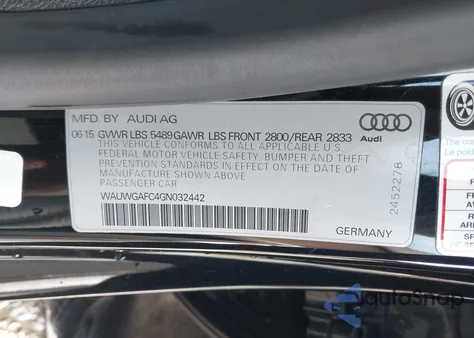 MFD. BY AUDI AG
06.15 GVWR LBS 5489 GAWR LBS FRONT 2800/REAR 2833
THIS VEHICLE CONFORMS TO ALL APPLICABLE U.S.
FEDERAL MOTOR VEHICLE SAFETY, BUMPER AND THEFT
PREVENTION STANDARDS IN EFFECT ON THE DATE OF
MANUFACTURE SHOWN ABOVE
PASSENGER CAR
WAUWGAFC4GN032442
GERMANY
Audi
2452227B
iautoSnap